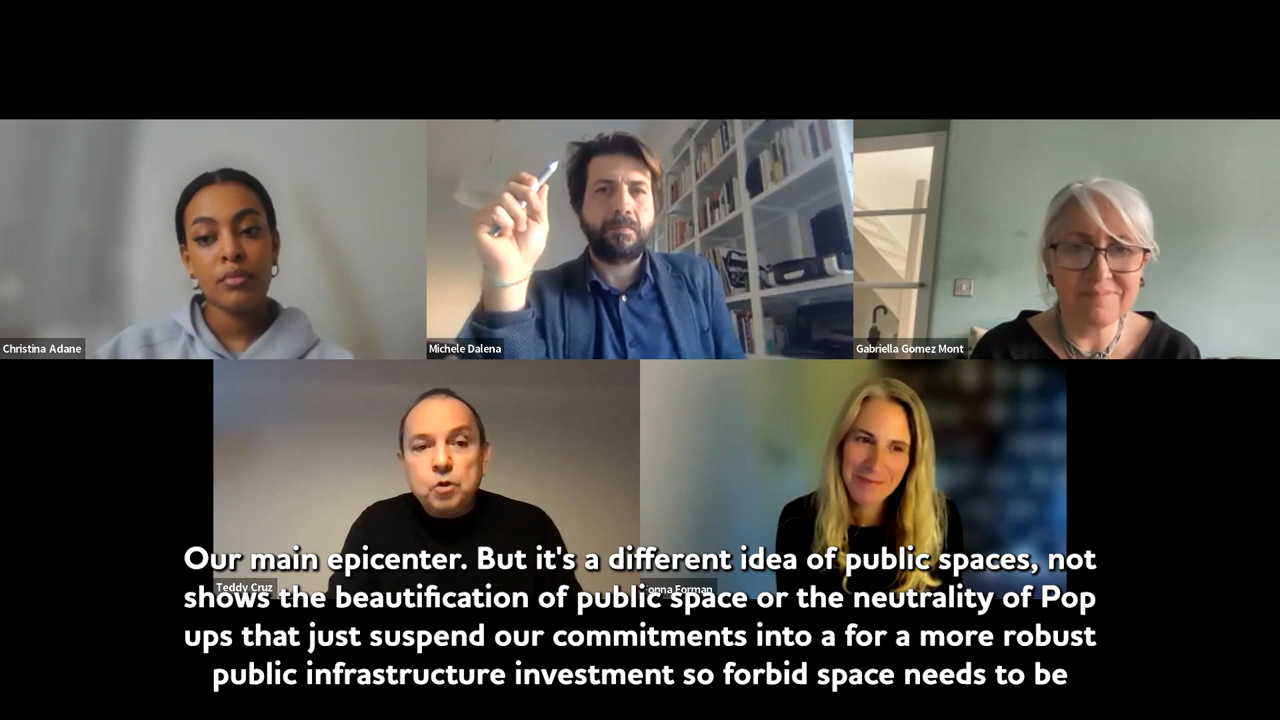 Christina Adane
Michele Dalena
Gabriella Gomez Mont
Teddy Cruz
Forman
Our main epicenter. But it's a different idea of public spaces, not
shows the beautification of public space or the neutrality of Pop
ups that just suspend our commitments into a for a more robust
public infrastructure investment so forbid space needs to be